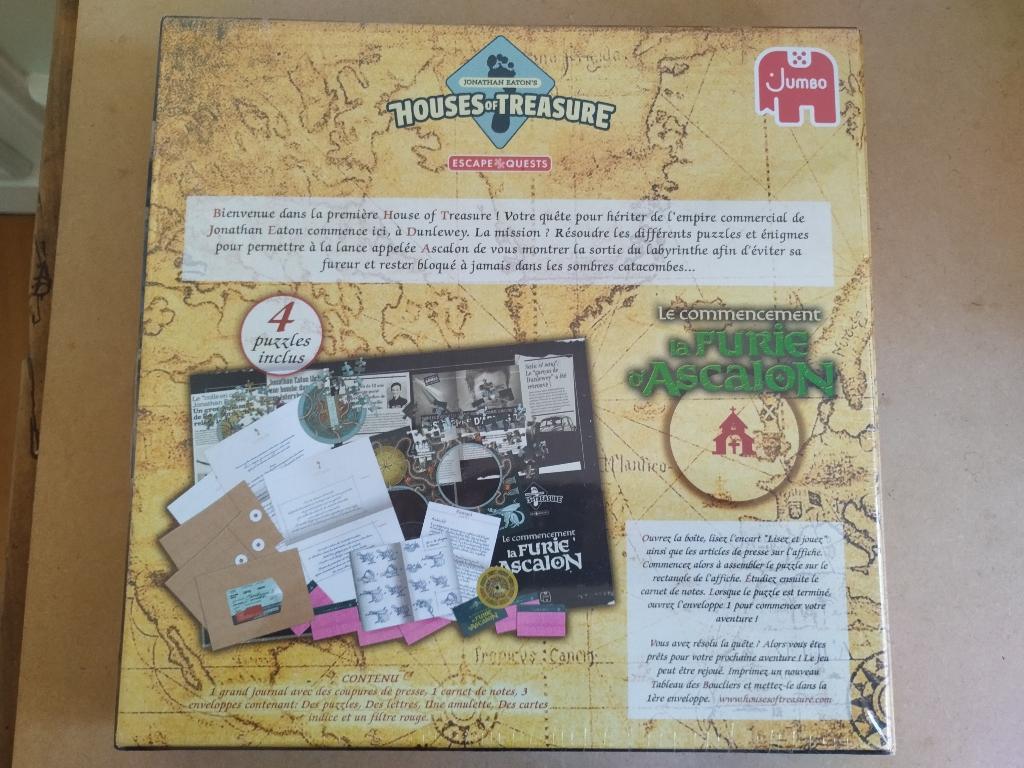 JONATHAN EATON'S
HOUSES OF TREASURE
ESCAPE QUESTS
Jumbo
Bienvenue dans la première House of Treasure ! Votre quête pour hériter de l'empire commercial de
Jonathan Eaton commence ici, à Dunlewey. La mission ? Résoudre les différents puzzles et énigmes
pour permettre à la lance appelée Ascalon de vous montrer la sortie du labyrinthe afin d'éviter sa
fureur et rester bloqué à jamais dans les sombres catacombes...
4
puzzles
inclus
Le commencement
la FURIE
d'ASCALON
Jonathan Eaton
Dunlewey"
TREASURE
Le commencement
la FURIE
ASCALON
Atlantico
Tropicus Cancri
Ouvrez la boîte, lisez l'encart "Lisez et jouez"
ainsi que les articles de presse sur l'affiche.
Commencez alors à assembler le puzzle sur le
rectangle de l'affiche. Étudiez ensuite le
carnet de notes. Lorsque le puzzle est terminé,
ouvrez l'enveloppe 1 pour commencer votre
aventure !
Vous avez résolu la quête ? Alors vous êtes
prêts pour votre prochaine aventure ! Le jeu
peut être rejoué. Imprimez un nouveau
Tableau des Boucliers et mettez-le dans la
1ère enveloppe. www.housesoftreasure.com
CONTENU
1 grand journal avec des coupures de presse, 1 carnet de notes, 3
enveloppes contenant: Des puzzles, Des lettres, Une amulette, Des cartes
indice et un filtre rouge.